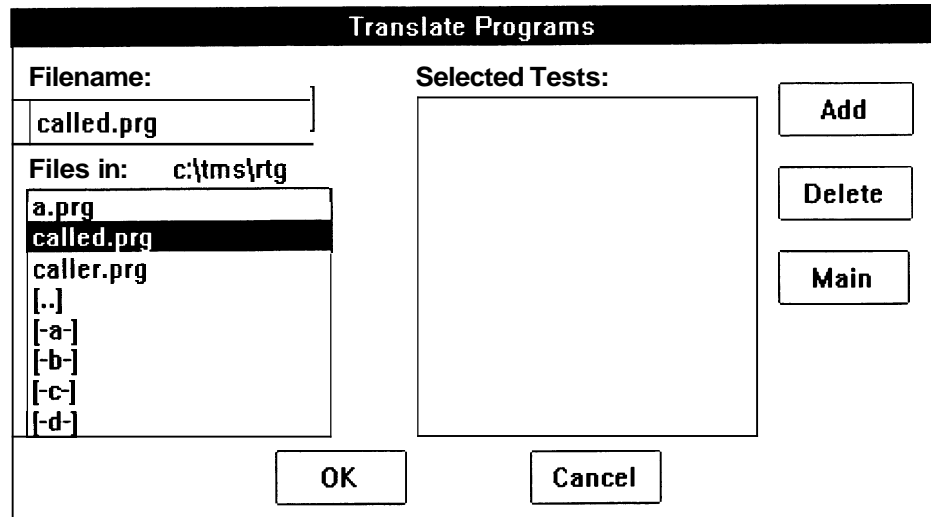 Translate Programs
Filename:
called.prg
Files in: c:\tms\rtg
a.prg
called.prg
caller.prg
[..]
[-a-]
[-b-]
[-c-]
[-d-]
Selected Tests:
Add
Delete
Main
OK
Cancel